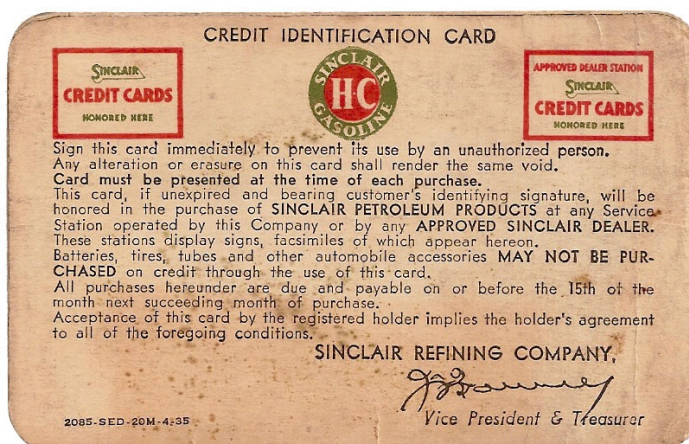 CREDIT IDENTIFICATION CARD
SINCLAIR
CREDIT CARDS
HONORED HERE
SINCLAIR
H-C
GASOLINE
APPROVED DEALER STATION
SINCLAIR
CREDIT CARDS
HONORED HERE
Sign this card immediately to prevent its use by an unauthorized person.
Any alteration or erasure on this card shall render the same void.
Card must be presented at the time of each purchase.
This card, if unexpired and bearing customer's identifying signature, will be
honored in the purchase of SINCLAIR PETROLEUM PRODUCTS at any Service
Station operated by this Company or by any APPROVED SINCLAIR DEALER.
These stations display signs, facsimiles of which appear hereon.
Batteries, tires, tubes and other automobile accessories MAY NOT BE PUR-
CHASED on credit through the use of this card.
All purchases hereunder are due and payable on or before the 15th of the
month next succeeding month of purchase.
Acceptance of this card by the registered holder implies the holder's agreement
to all of the foregoing conditions.
SINCLAIR REFINING COMPANY,
Vice President & Treasurer
2085-SED-20M-4-35